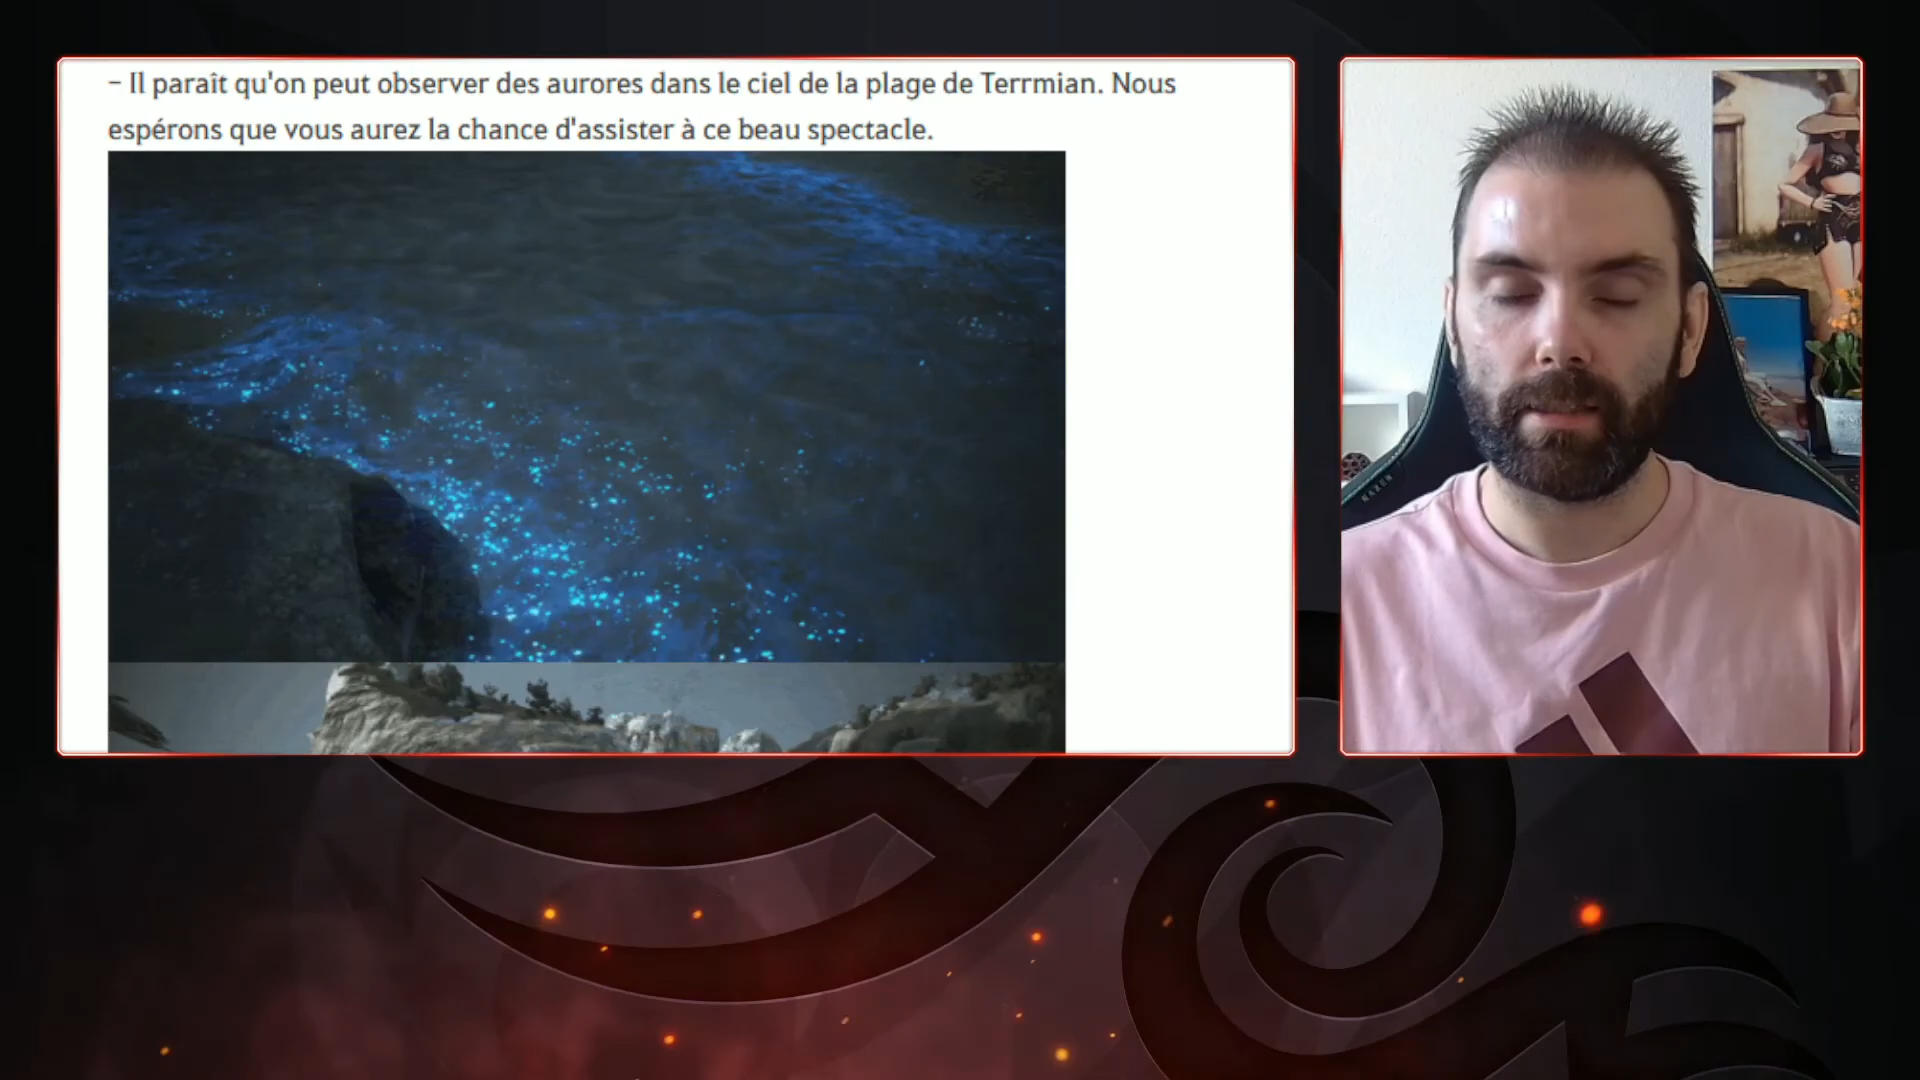 – Il paraît qu'on peut observer des aurores dans le ciel de la plage de Terrmian. Nous
espérons que vous aurez la chance d'assister à ce beau spectacle.